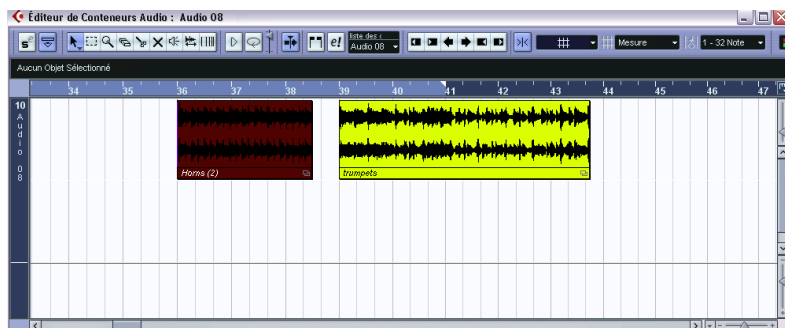 Éditeur de Conteneurs Audio : Audio 08
liste des c
Audio 08
Mesure
1 - 32 Note
Aucun Objet Sélectionné
34 35 36 37 38 39 40 41 42 43 44 45 46 47
10
Audio 08
Horns (2)
trumpets